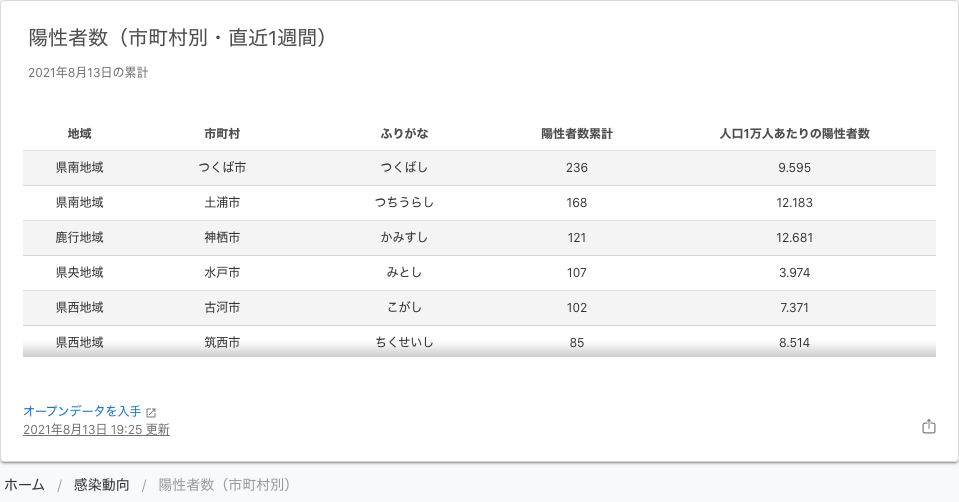 陽性者数（市町村別・直近1週間）
2021年8月13日の累計
地域 市町村 ふりがな 陽性者数累計 人口1万人あたりの陽性者数
県南地域 つくば市 つくばし 236 9.595
県南地域 土浦市 つちうらし 168 12.183
鹿行地域 神栖市 かみすし 121 12.681
県央地域 水戸市 みとし 107 3.974
県西地域 古河市 こがし 102 7.371
県西地域 筑西市 ちくせいし 85 8.514
オープンデータを入手
2021年8月13日 19:25 更新
ホーム / 感染動向 / 陽性者数（市町村別）